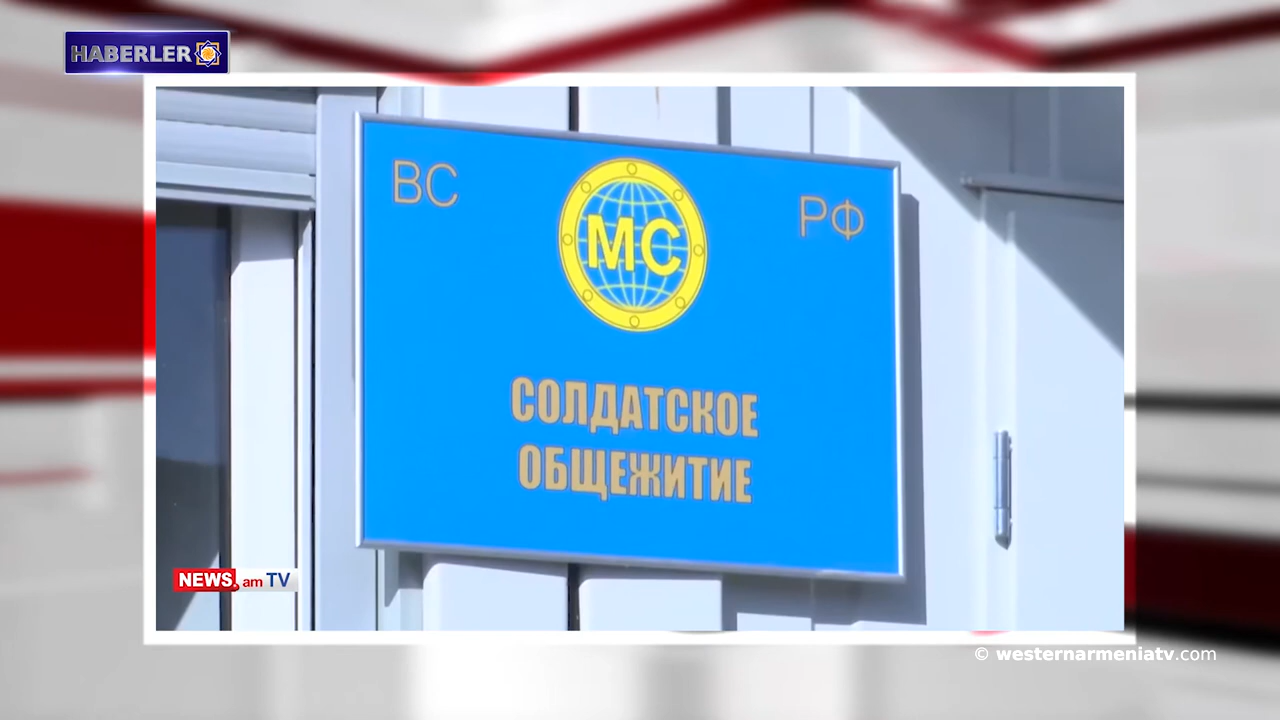 HABERLER
ВС
МС
РФ
СОЛДАТСКОЕ
ОБЩЕЖИТИЕ
NEWS.am TV
© westernarmeniatv.com